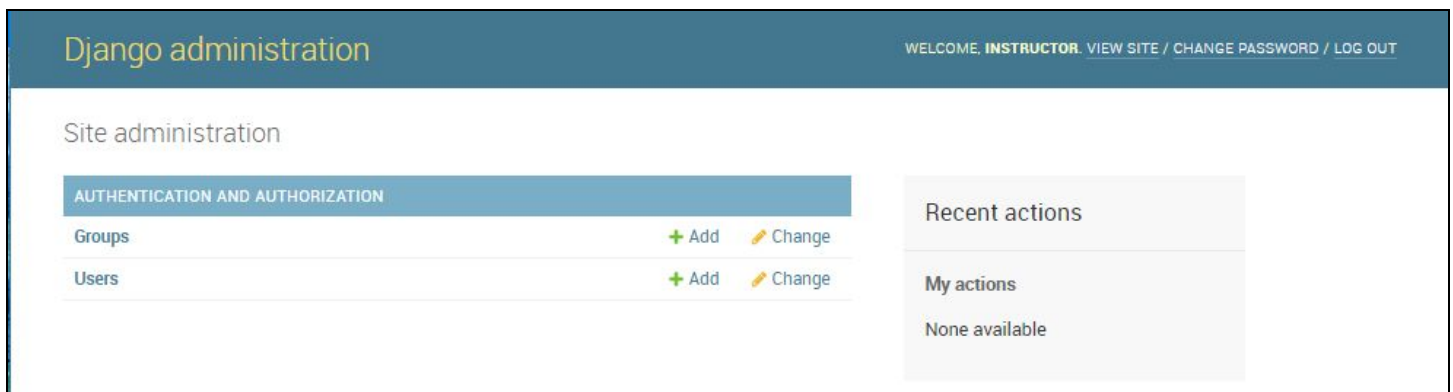 Django administration
WELCOME, INSTRUCTOR. VIEW SITE / CHANGE PASSWORD / LOG OUT
Site administration
AUTHENTICATION AND AUTHORIZATION
Groups + Add Change
Users + Add Change
Recent actions
My actions
None available